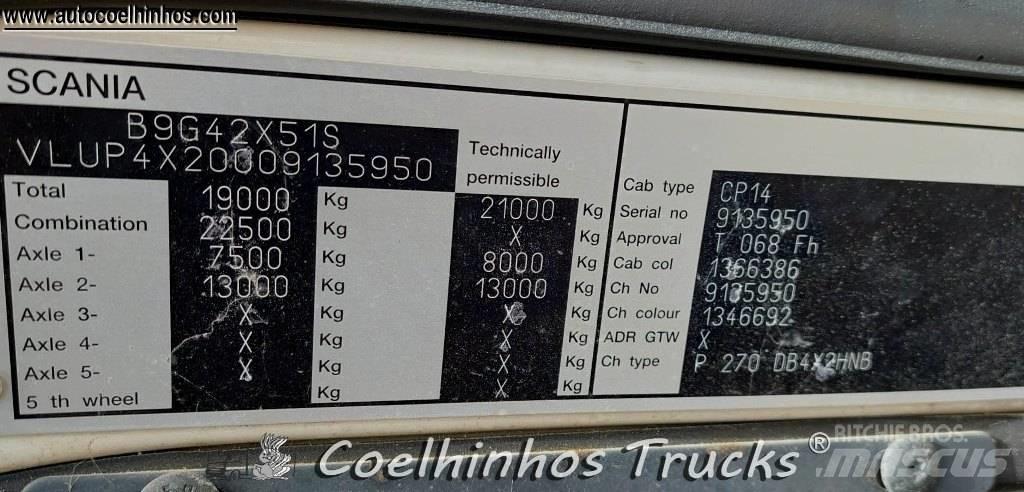 www.autocoelhinhos.com
SCANIA
B9G42X51S
VLUP4X20009135950
Technically
permissible
Total 19000 Kg 21000 Kg
Combination 22500 Kg X Kg
Axle 1- 7500 Kg 8000 Kg
Axle 2- 13000 Kg 13000 Kg
Axle 3- X Kg X Kg
Axle 4- X Kg X Kg
Axle 5- X Kg X Kg
5 th wheel Kg X Kg
Cab type CP14
Serial no 9135950
Approval T 068 Fh
Cab col 1366386
Ch No 9135950
Ch colour 1346692
ADR GTW X
Ch type P 270 DB4X2HNB
Coelhinhos Trucks ®
RITCHIE BROS.
mascus